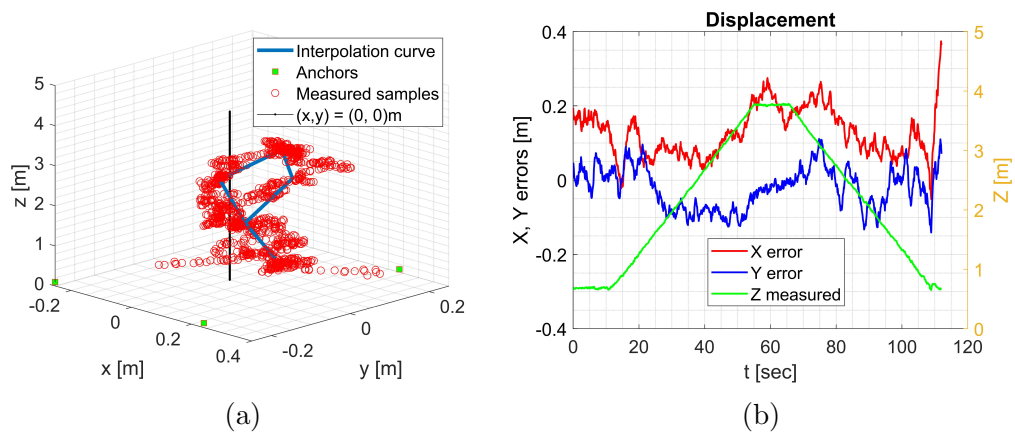 Interpolation curve
Anchors
Measured samples
(x,y) = (0, 0)m
5
4
3
2
1
0
z [m]
-0.2
0
0.2
0.4
x [m]
-0.2
0
0.2
y [m]
(a)
Displacement
0.4
0.2
0
-0.2
-0.4
X, Y errors [m]
5
4
3
2
1
0
Z [m]
X error
Y error
Z measured
0 20 40 60 80 100 120
t [sec]
(b)